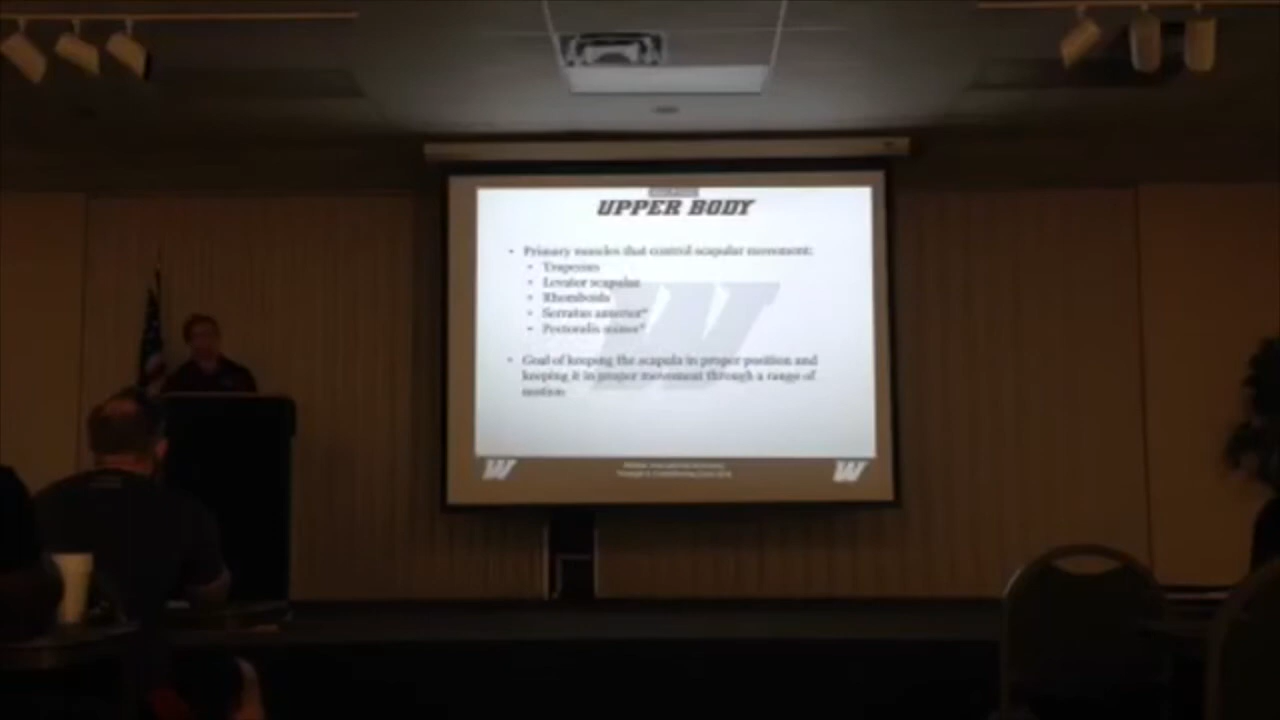 UPPER BODY
• Primary muscles that control scapular movement:
• Trapezius
• Levator scapulae
• Rhomboids
• Serratus anterior*
• Pectoralis minor*
• Goal of keeping the scapula in proper position and
keeping it in proper movement through a range of
motion
W
W
W